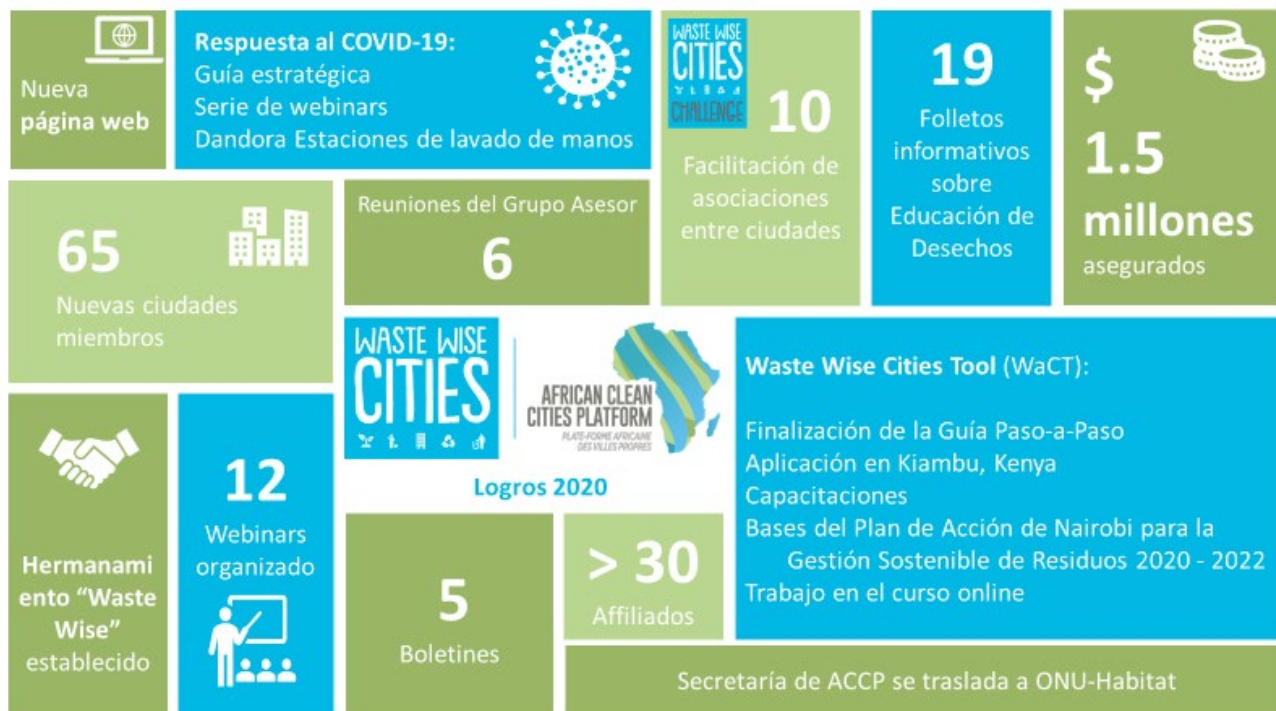 Nueva
página web
Respuesta al COVID-19:
Guía estratégica
Serie de webinars
Dandora Estaciones de lavado de manos
WASTE WISE
CITIES
CHALLENGE
10
Facilitación de
asociaciones
entre ciudades
19
Folletos
informativos
sobre
Educación de
Desechos
$
1.5
millones
asegurados
65
Nuevas ciudades
miembros
Reuniones del Grupo Asesor
6
WASTE WISE
CITIES
AFRICAN CLEAN
CITIES PLATFORM
PLATE-FORME AFRICAINE
DES VILLES PROPRES
Logros 2020
Waste Wise Cities Tool (WaCT):
Finalización de la Guía Paso-a-Paso
Aplicación en Kiambu, Kenya
Capacitaciones
Bases del Plan de Acción de Nairobi para la
Gestión Sostenible de Residuos 2020 - 2022
Trabajo en el curso online
Hermanami
ento “Waste
Wise”
establecido
12
Webinars
organizado
5
Boletines
> 30
Affiliados
Secretaría de ACCP se traslada a ONU-Habitat